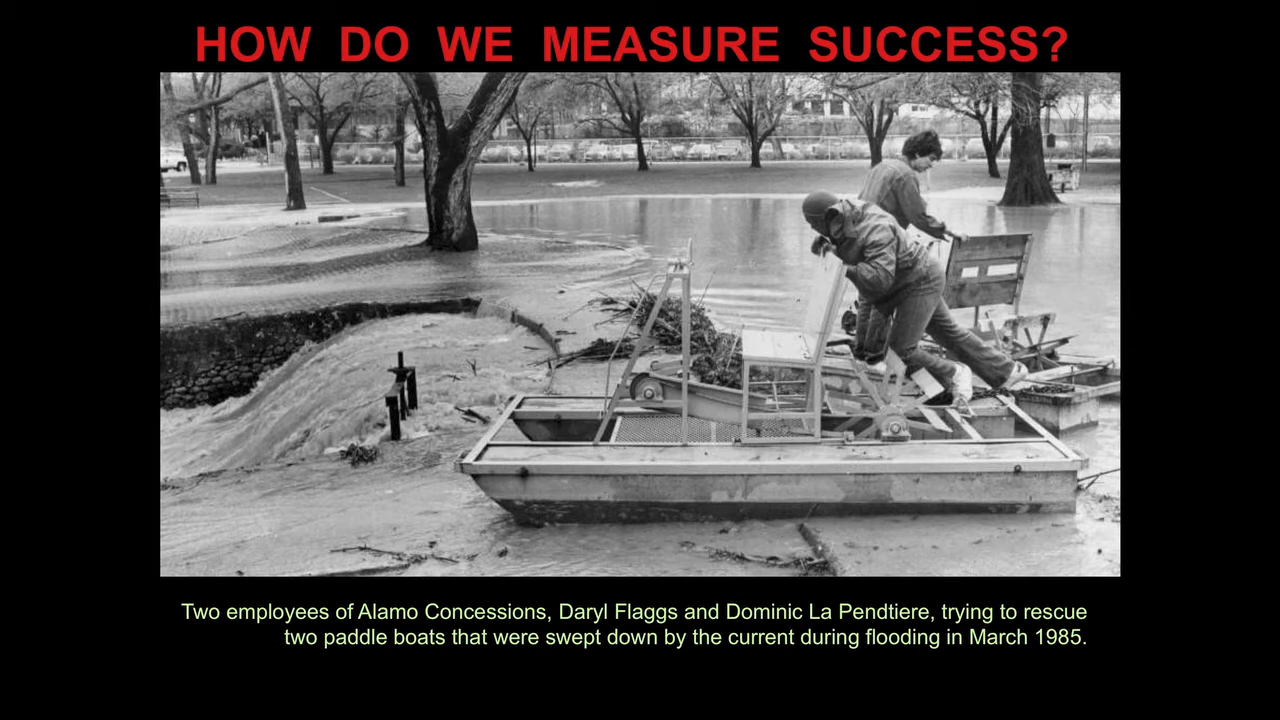 HOW DO WE MEASURE SUCCESS?
Two employees of Alamo Concessions, Daryl Flaggs and Dominic La Pendtiere, trying to rescue
two paddle boats that were swept down by the current during flooding in March 1985.